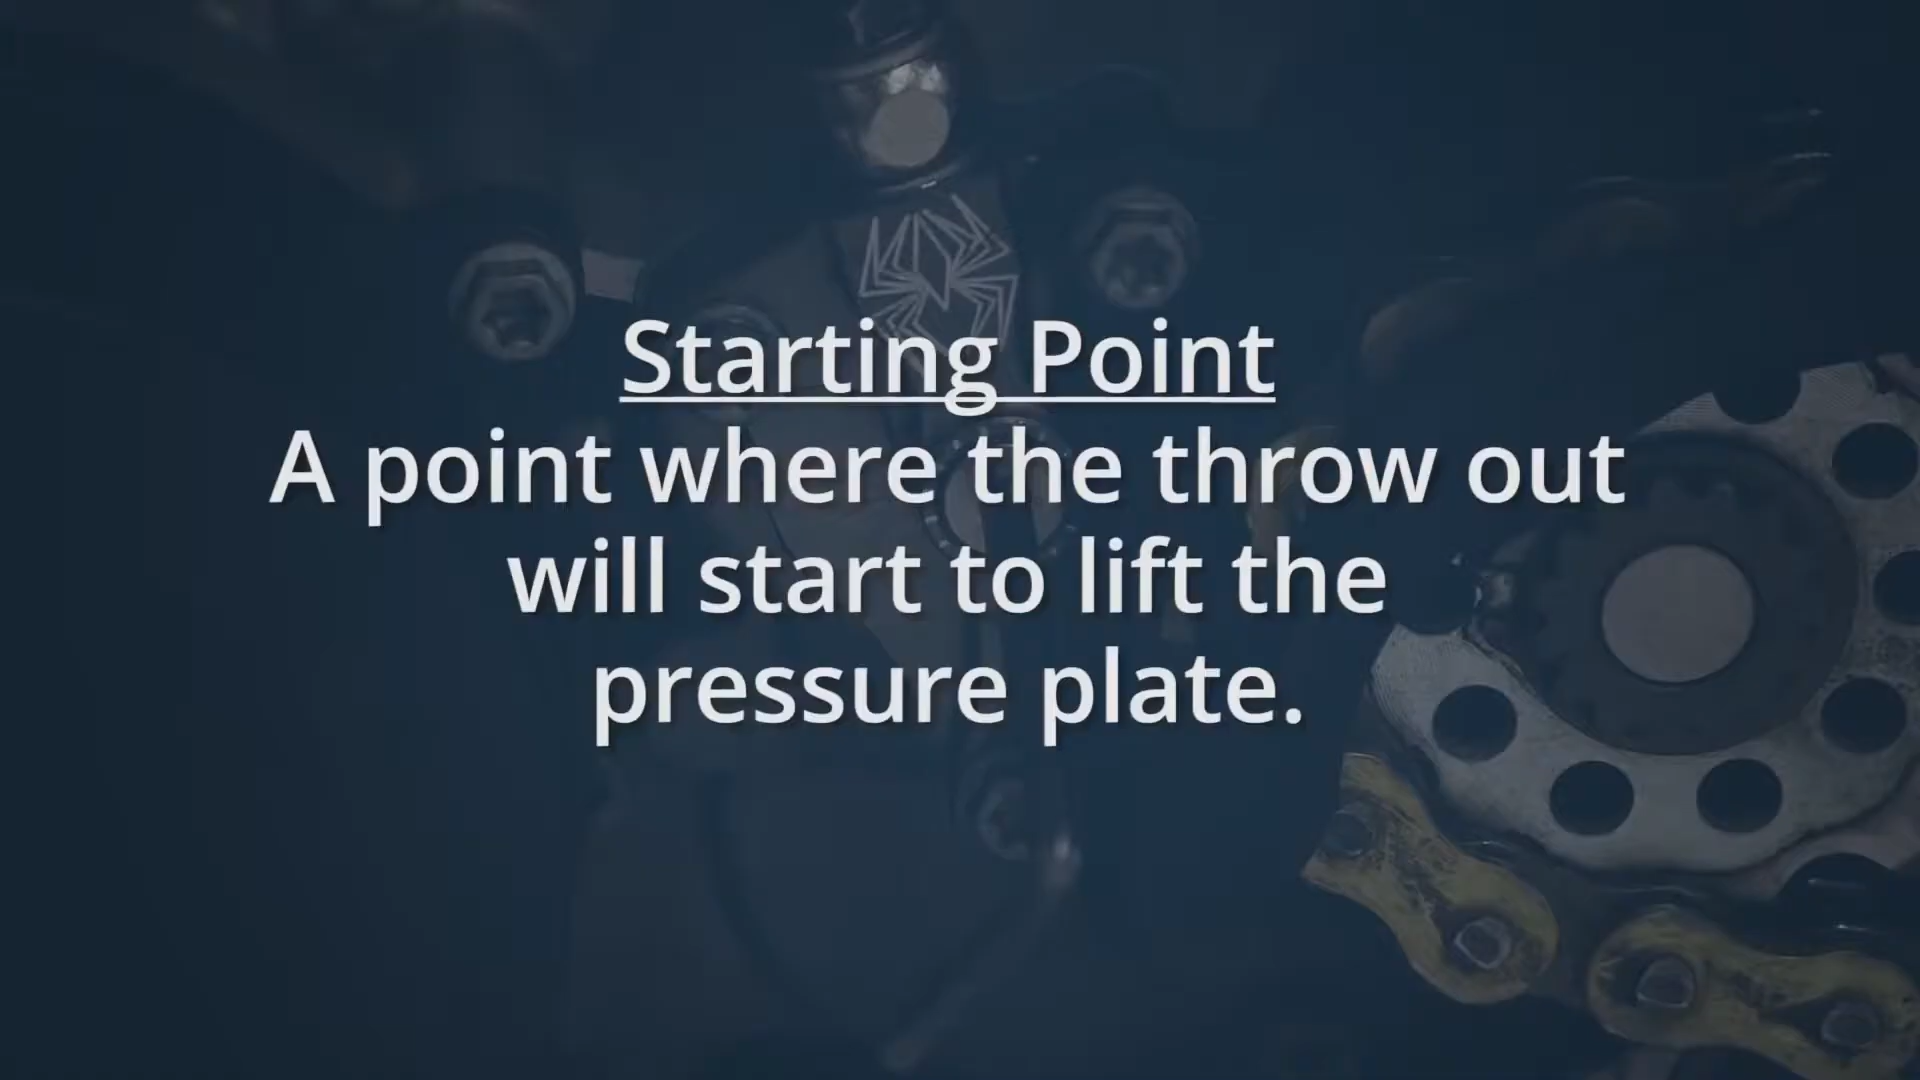 Starting Point
A point where the throw out
will start to lift the
pressure plate.